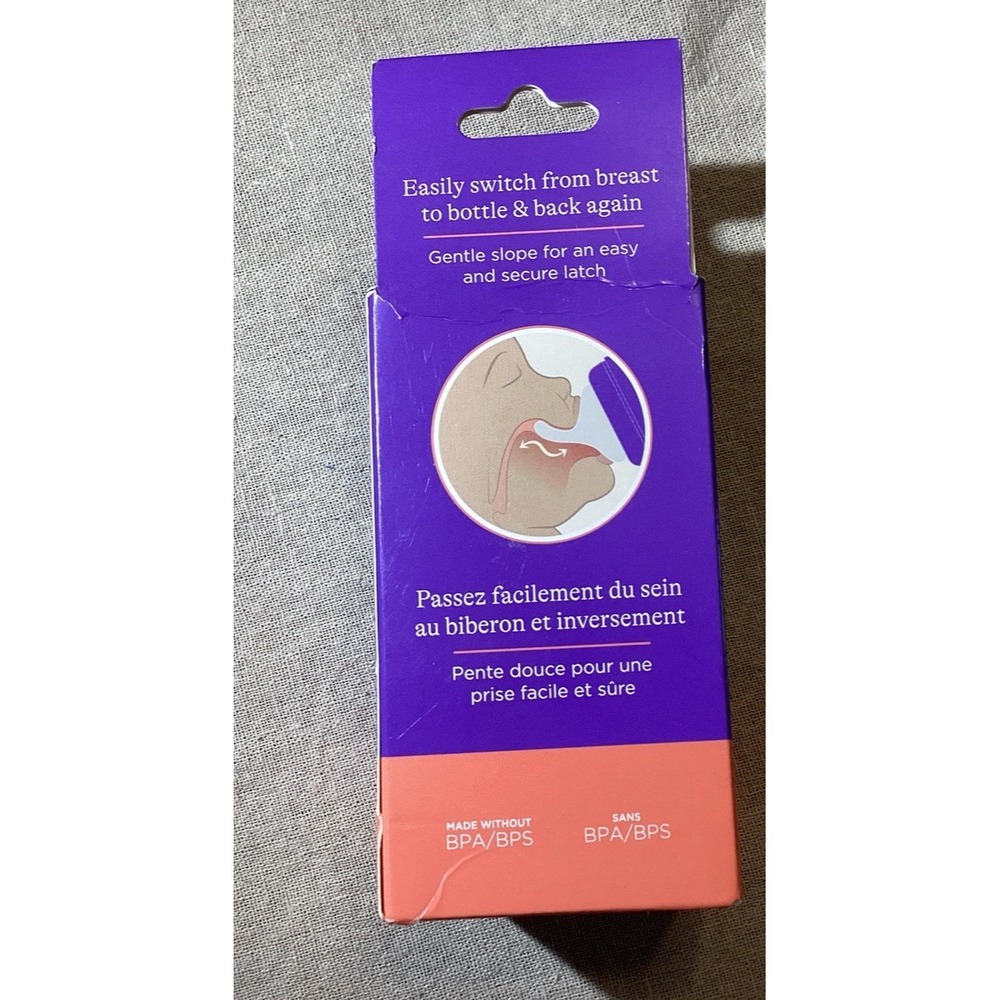 Easily switch from breast
to bottle & back again
Gentle slope for an easy
and secure latch
Passez facilement du sein
au biberon et inversement
Pente douce pour une
prise facile et sûre
MADE WITHOUT
BPA/BPS
SANS
BPA/BPS